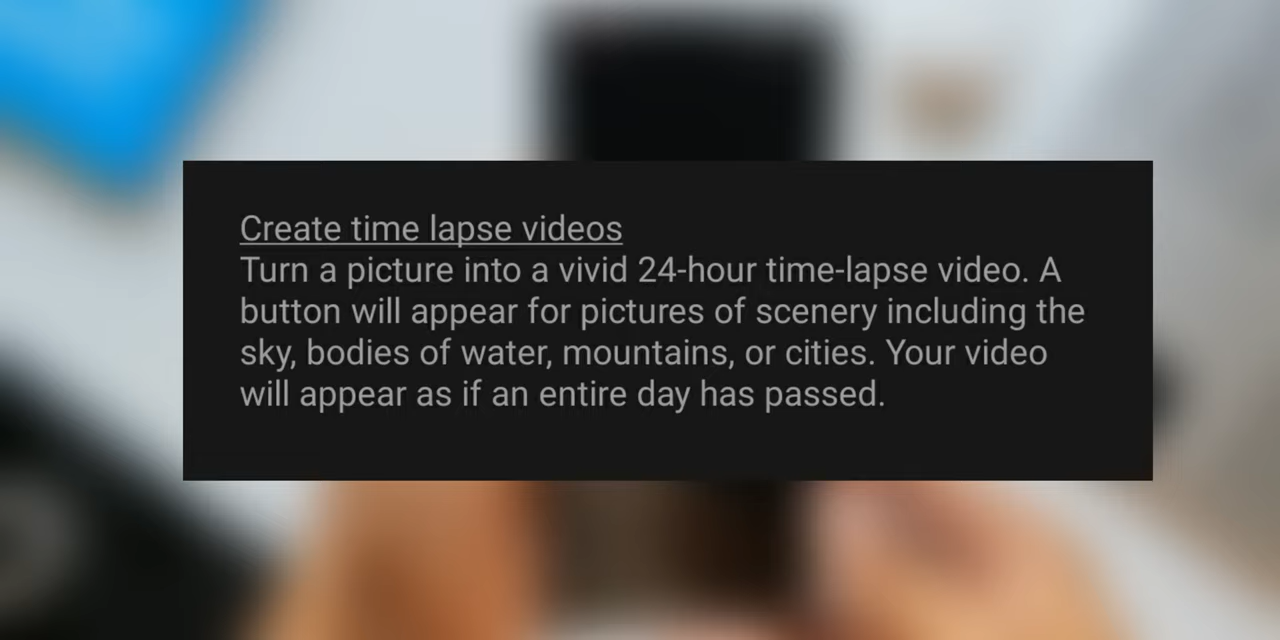 Create time lapse videos
Turn a picture into a vivid 24-hour time-lapse video. A
button will appear for pictures of scenery including the
sky, bodies of water, mountains, or cities. Your video
will appear as if an entire day has passed.